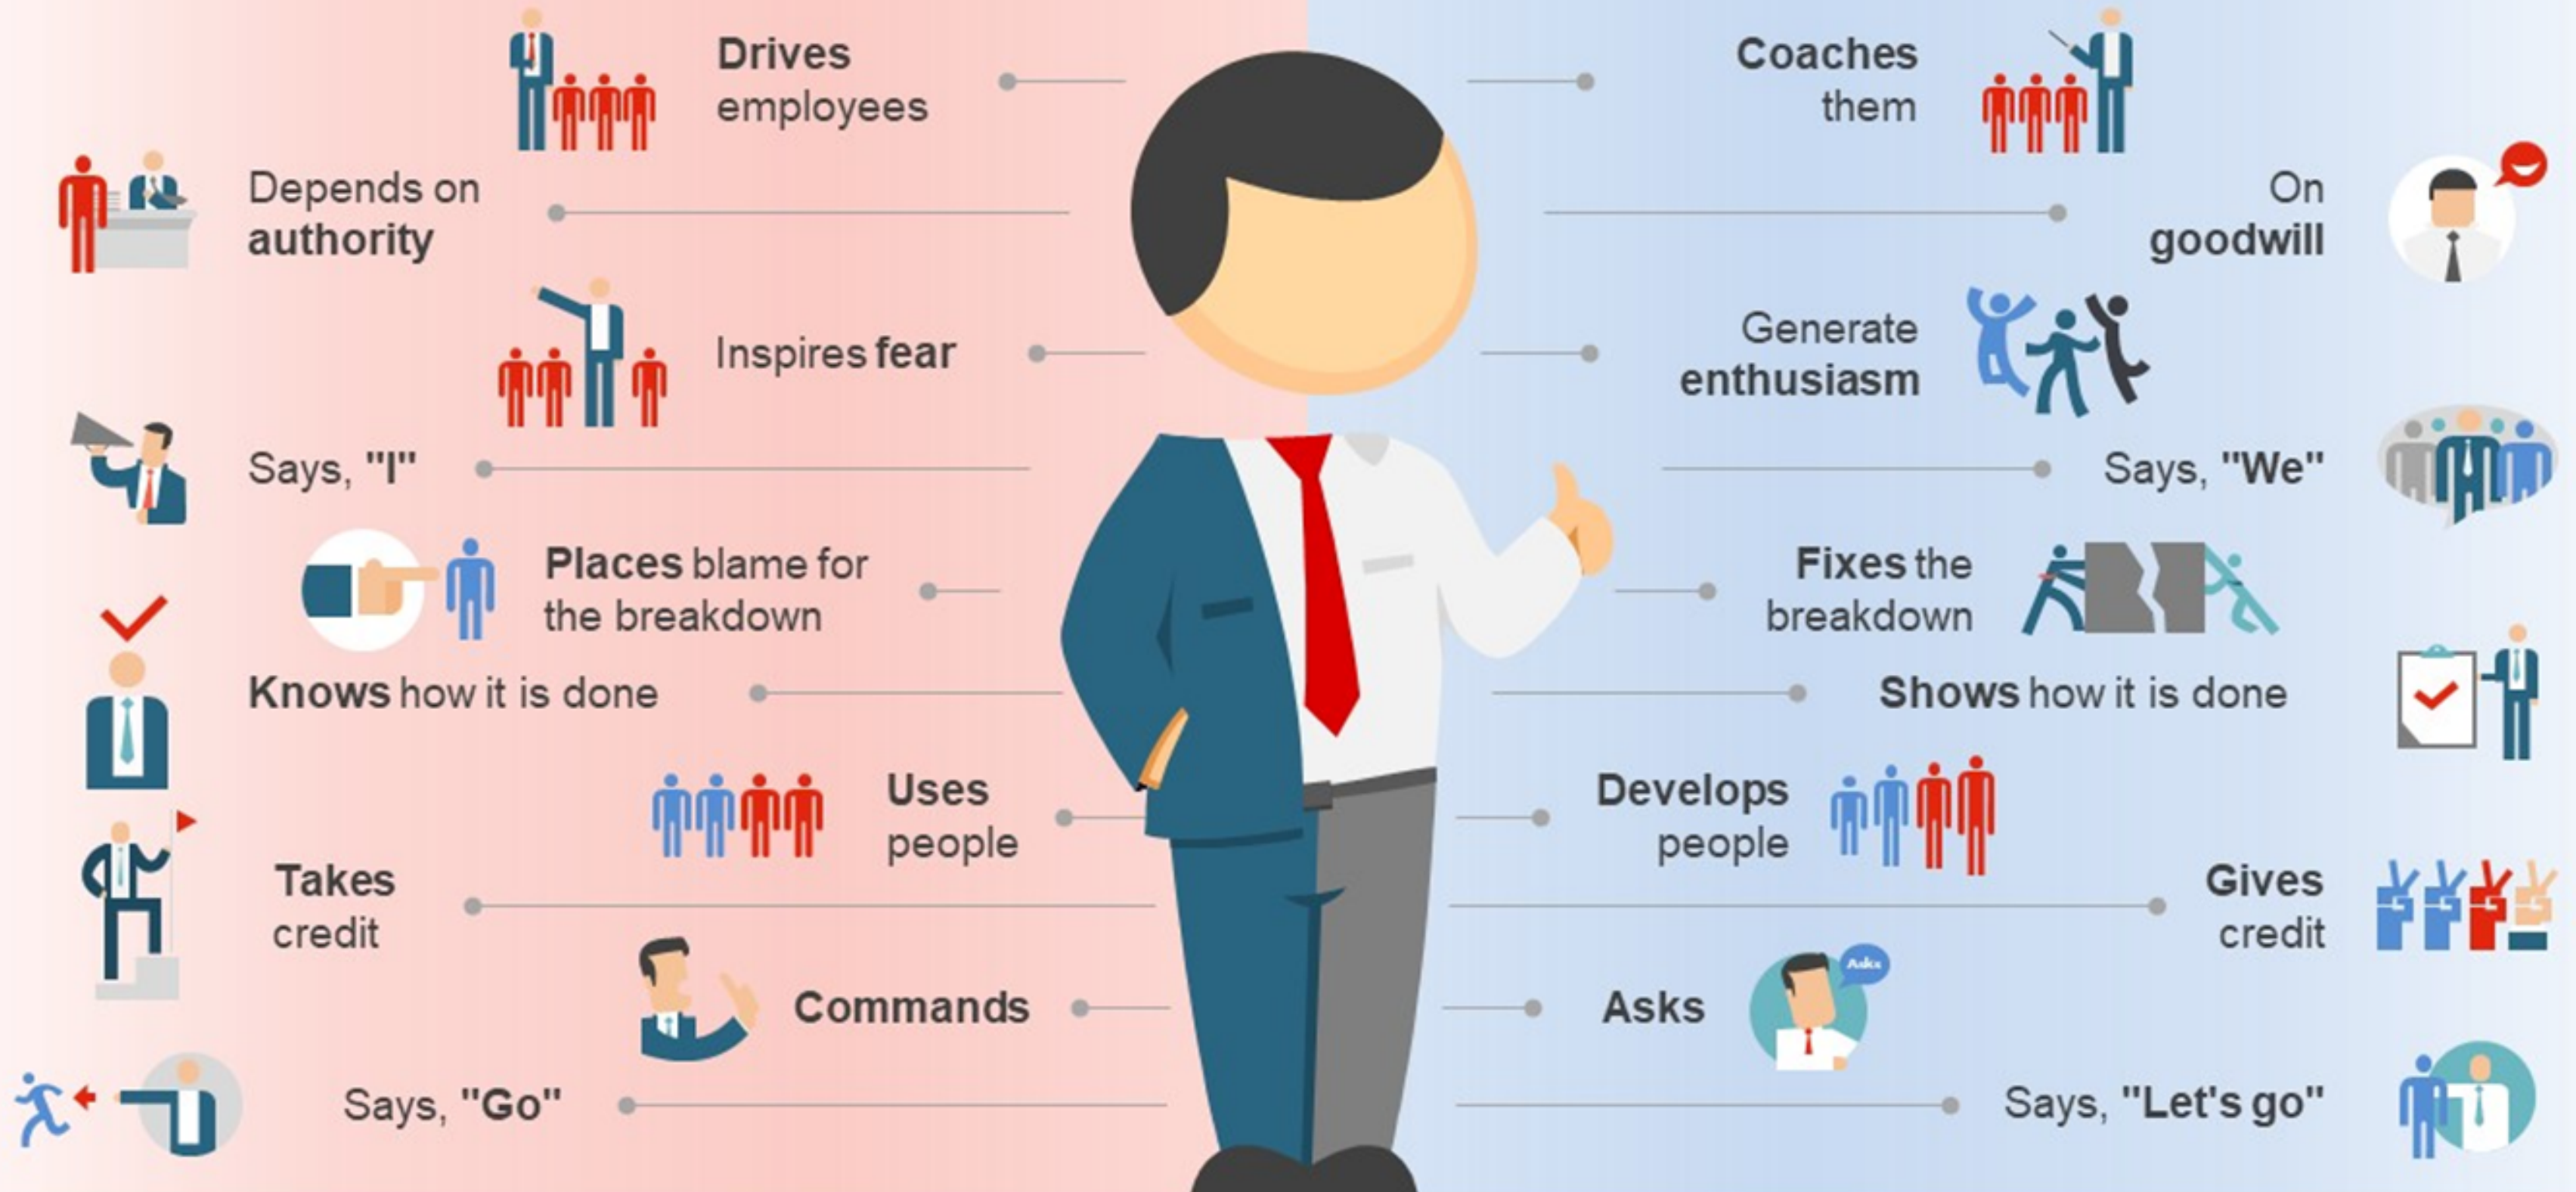 Drives
employees
Coaches
them
Depends on
authority
On
goodwill
Inspires fear
Generate
enthusiasm
Says, "I"
Says, "We"
Places blame for
the breakdown
Fixes the
breakdown
Knows how it is done
Shows how it is done
Uses
people
Develops
people
Takes
credit
Gives
credit
Commands
Asks
Asks
Says, "Go"
Says, "Let's go"